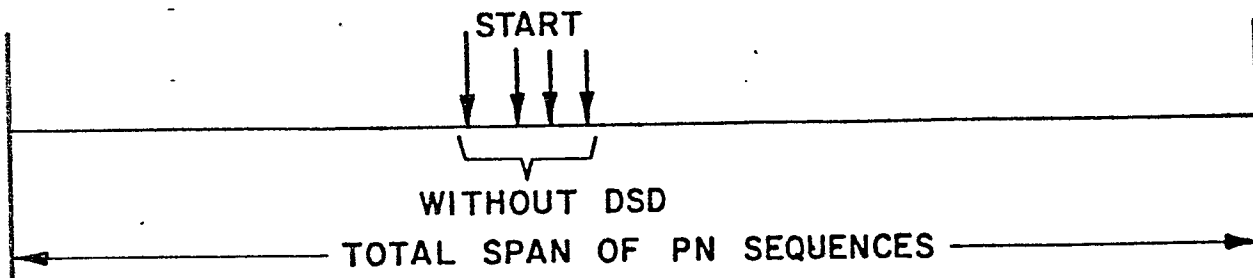 START
WITHOUT DSD
TOTAL SPAN OF PN SEQUENCES